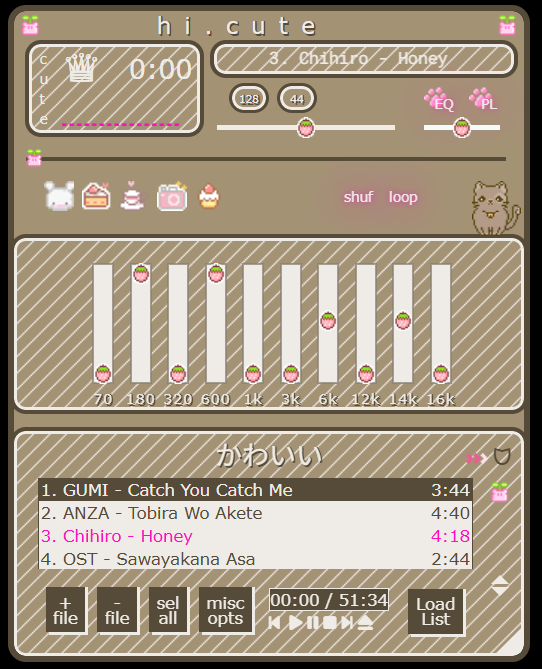 hi.cute
cute
0:00
3. Chihiro - Honey
128
44
EQ
PL
shuf loop
70 180 320 600 1k 3k 6k 12k 14k 16k
かわいい
1. GUMI - Catch You Catch Me 3:44
2. ANZA - Tobira Wo Akete 4:40
3. Chihiro - Honey 4:18
4. OST - Sawayakana Asa 2:44
+ file
- file
sel all
misc opts
00:00 / 51:34
Load List